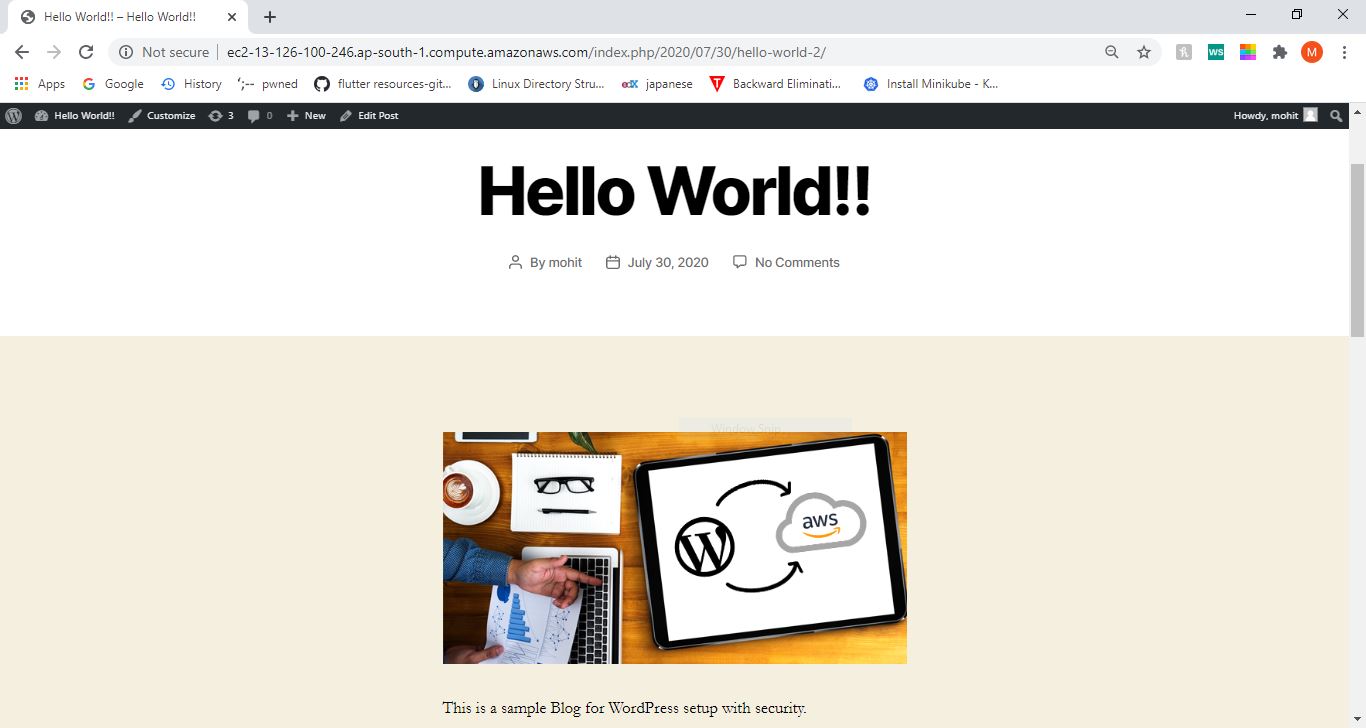 Hello World!! – Hello World!!
Not secure ec2-13-126-100-246.ap-south-1.compute.amazonaws.com/index.php/2020/07/30/hello-world-2/ ws M
Apps Google History pwned flutter resources-git... Linux Directory Stru... edX japanese Backward Eliminati... Install Minikube - K...
Hello World!! Customize 3 0 New Edit Post Howdy, mohit
Hello World!!
By mohit July 30, 2020 No Comments
Window Snip
aws
W
This is a sample Blog for WordPress setup with security.